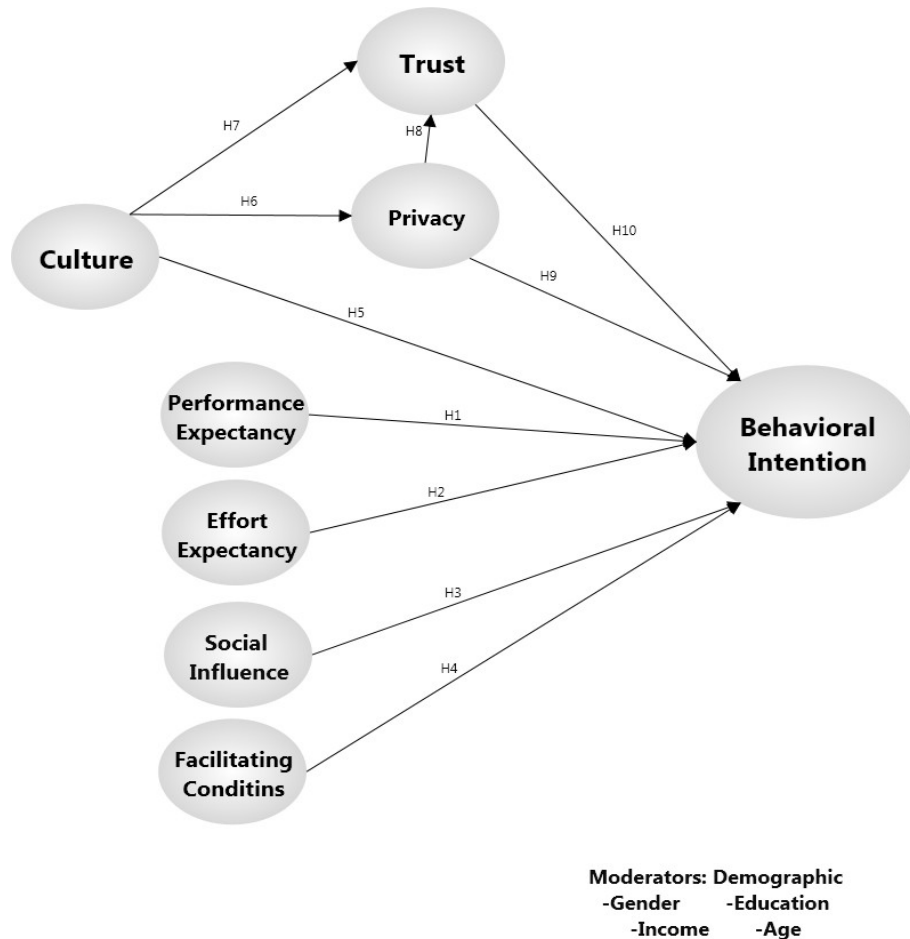 Trust
H7
H8
H6
Privacy
H10
Culture
H9
H5
Performance
Expectancy
H1
Behavioral
Intention
H2
Effort
Expectancy
H3
Social
Influence
H4
Facilitating
Conditins
Moderators: Demographic
-Gender -Education
-Income -Age